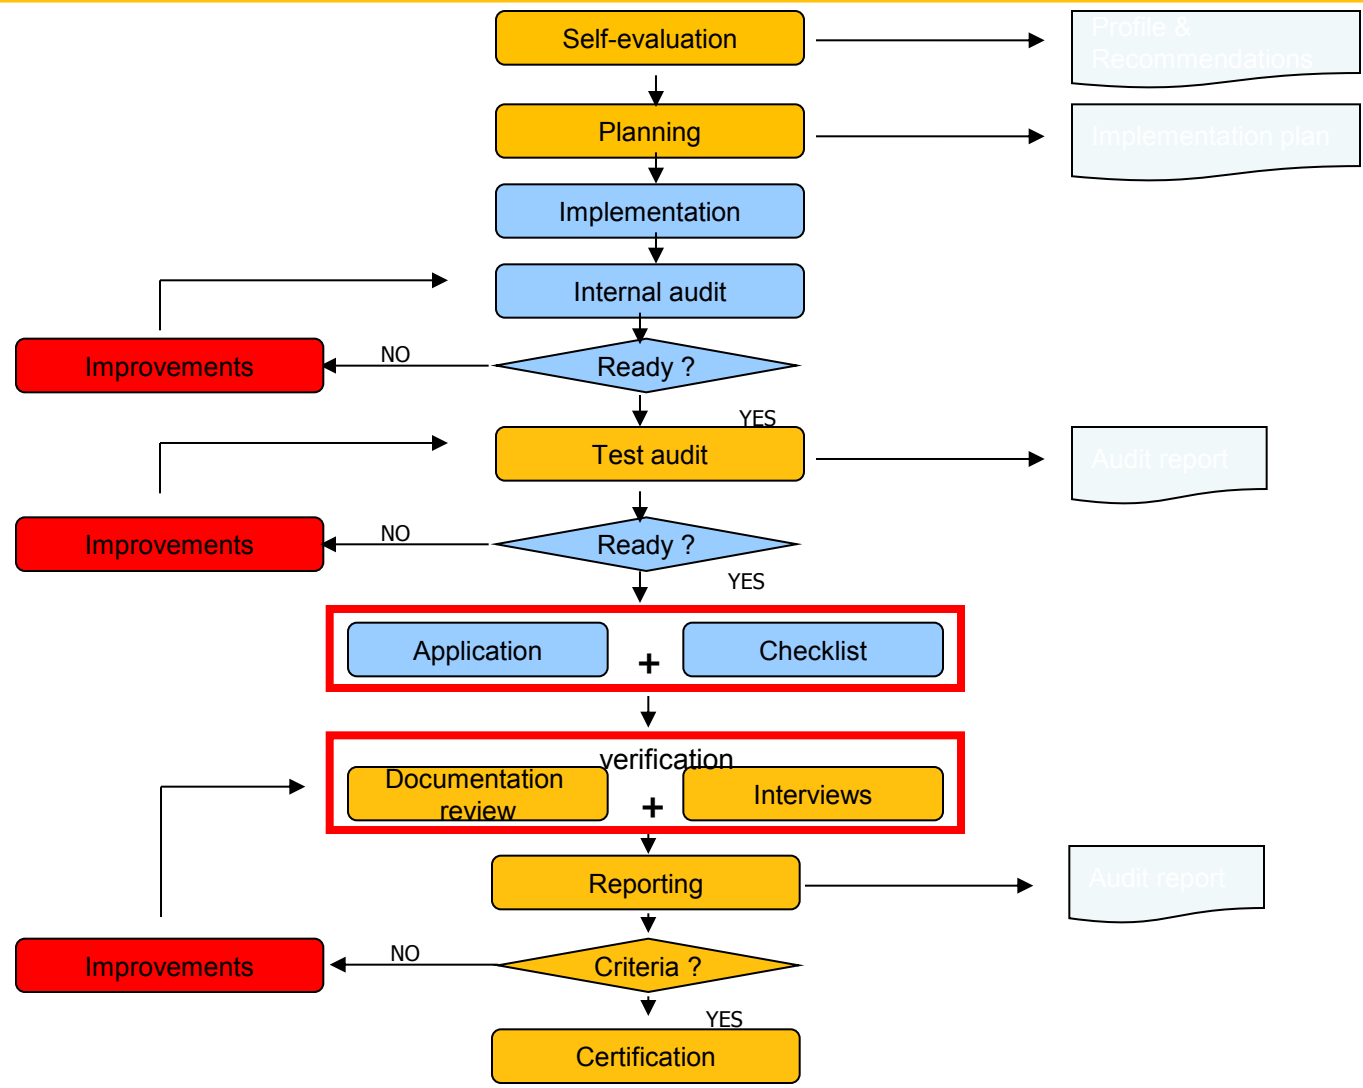 Self-evaluation
Profile &
Recommendations
Planning
Implementation plan
Implementation
Internal audit
Improvements
NO
Ready ?
YES
Test audit
Audit report
Improvements
NO
Ready ?
YES
Application
+
Checklist
verification
Documentation
review
+
Interviews
Reporting
Audit report
Improvements
NO
Criteria ?
YES
Certification